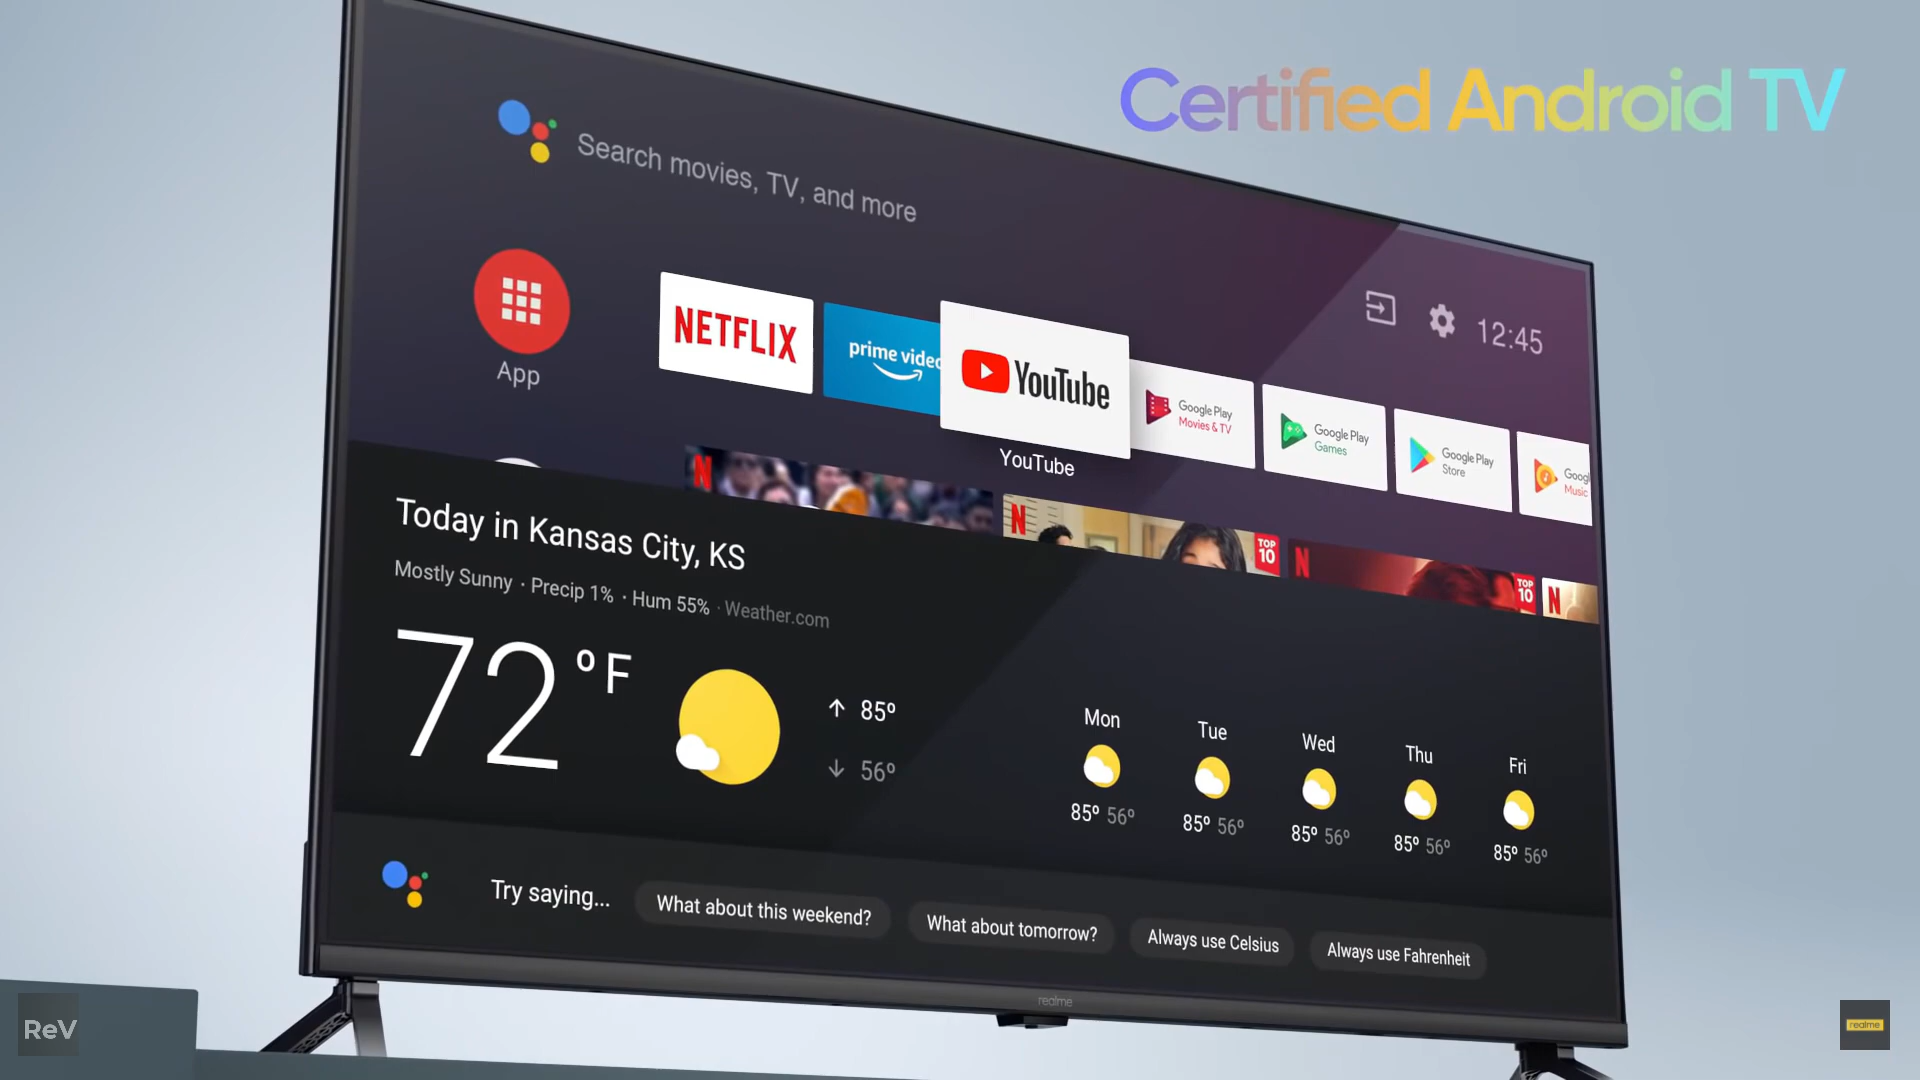 Certified Android TV
Search movies, TV, and more
12:45
App
NETFLIX
prime video
YouTube
Google Play
Movies & TV
Google Play
Games
Google Play
Store
Music
YouTube
N
N
TOP
10
N
TOP
10
N
Today in Kansas City, KS
Mostly Sunny · Precip 1% · Hum 55% · Weather.com
72 °F
↑ 85°
↓ 56°
Mon
Tue
Wed
Thu
Fri
85° 56°
85° 56°
85° 56°
85° 56°
85° 56°
Try saying...
What about this weekend?
What about tomorrow?
Always use Celsius
Always use Fahrenheit
realme
ReV
realme